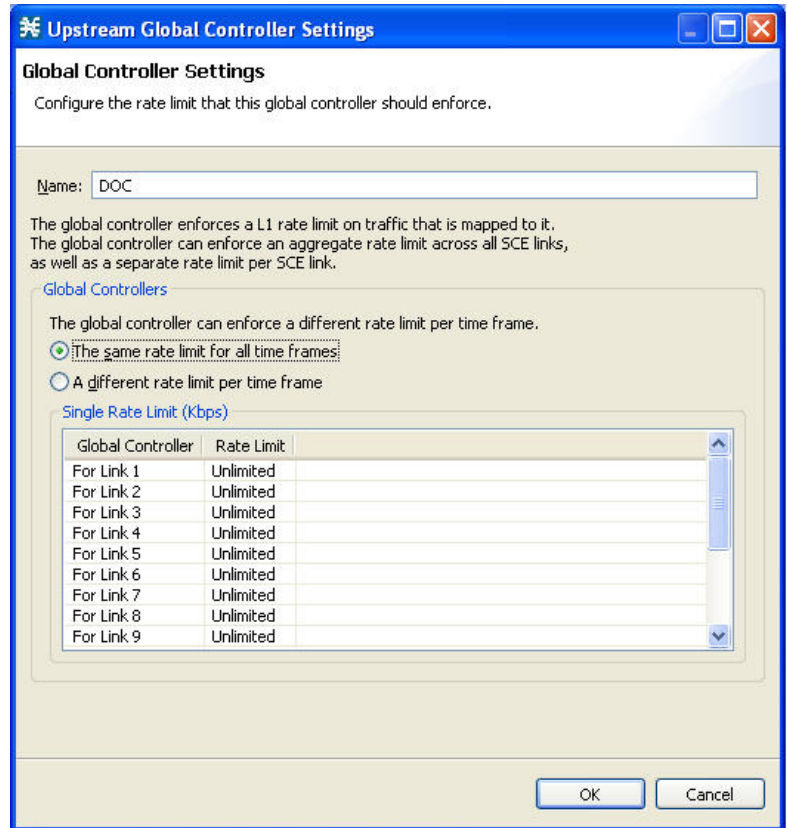 Upstream Global Controller Settings
Global Controller Settings
Configure the rate limit that this global controller should enforce.
Name: DOC
The global controller enforces a L1 rate limit on traffic that is mapped to it.
The global controller can enforce an aggregate rate limit across all SCE links,
as well as a separate rate limit per SCE link.
Global Controllers
The global controller can enforce a different rate limit per time frame.
The same rate limit for all time frames
A different rate limit per time frame
Single Rate Limit (Kbps)
Global Controller Rate Limit
For Link 1 Unlimited
For Link 2 Unlimited
For Link 3 Unlimited
For Link 4 Unlimited
For Link 5 Unlimited
For Link 6 Unlimited
For Link 7 Unlimited
For Link 8 Unlimited
For Link 9 Unlimited
OK Cancel